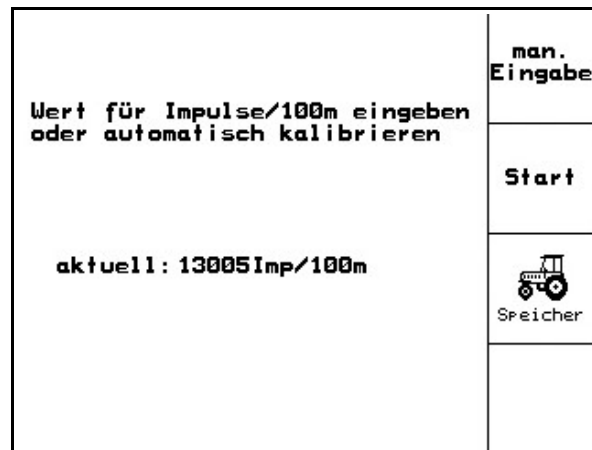 man.
Eingabe
Wert für Impulse/100m eingeben
oder automatisch kalibrieren
Start
aktuell: 13005Imp/100m
Speicher